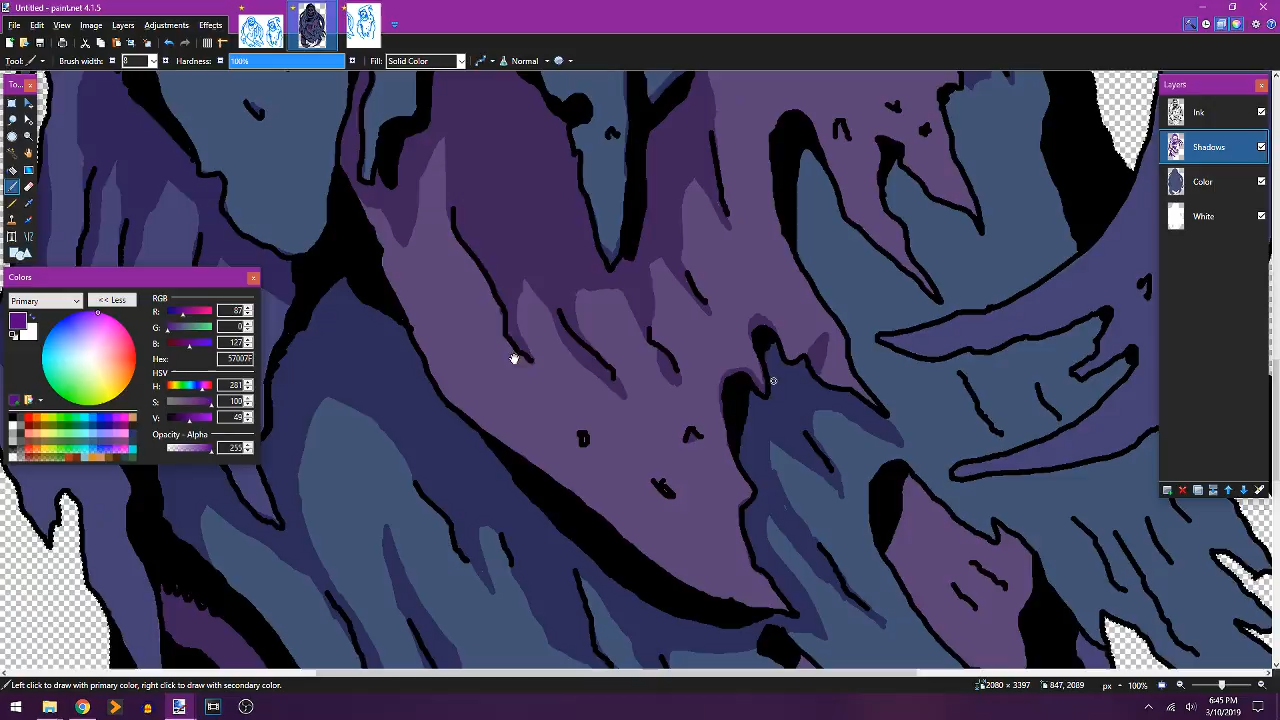 Untitled - paint.net 4.1.5
File Edit View Image Layers Adjustments Effects
Tool: Brush width: 8 Hardness: 100% Fill: Solid Color Normal
To...
Layers
Ink
Shadows
Color
White
Colors
Primary << Less
RGB
R: 87
G: 0
B: 127
Hex: 57007F
HSV
H: 281
S: 100
V: 49
Opacity - Alpha
255
Left click to draw with primary color, right click to draw with secondary color. 2080 x 3397 847, 2089 px 100%
6:45 PM
3/10/2019